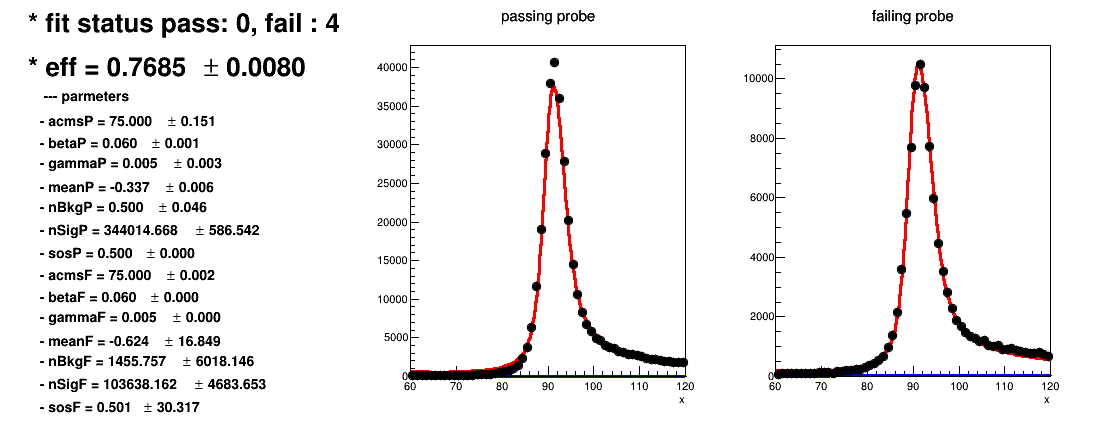 * fit status pass: 0, fail : 4
* eff = 0.7685 ± 0.0080
--- parmeters
- acmsP = 75.000 ± 0.151
- betaP = 0.060 ± 0.001
- gammaP = 0.005 ± 0.003
- meanP = -0.337 ± 0.006
- nBkgP = 0.500 ± 0.046
- nSigP = 344014.668 ± 586.542
- sosP = 0.500 ± 0.000
- acmsF = 75.000 ± 0.002
- betaF = 0.060 ± 0.000
- gammaF = 0.005 ± 0.000
- meanF = -0.624 ± 16.849
- nBkgF = 1455.757 ± 6018.146
- nSigF = 103638.162 ± 4683.653
- sosF = 0.501 ± 30.317
passing probe
40000
35000
30000
25000
20000
15000
10000
5000
0
60 70 80 90 100 110 120
x
failing probe
10000
8000
6000
4000
2000
0
60 70 80 90 100 110 120
x